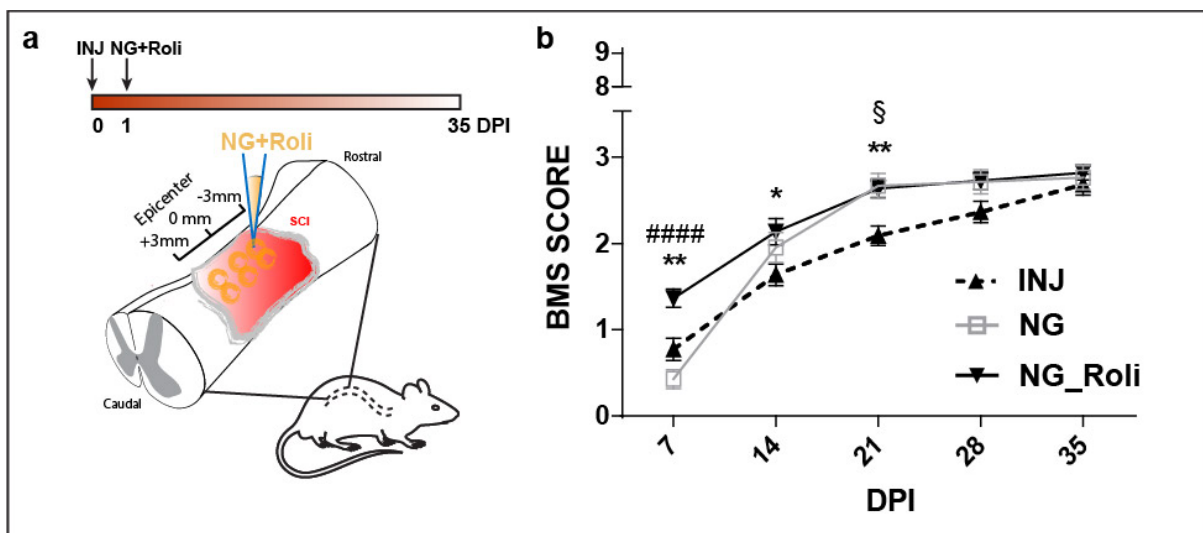 a
INJ NG+Roli
0 1 35 DPI
NG+Roli
Rostral
Epicenter
-3mm
0 mm
+3mm
SCI
Caudal
b
9
8
3
2
1
0
BMS SCORE
####
**
*
§
**
INJ
NG
NG_Roli
7 14 21 28 35
DPI